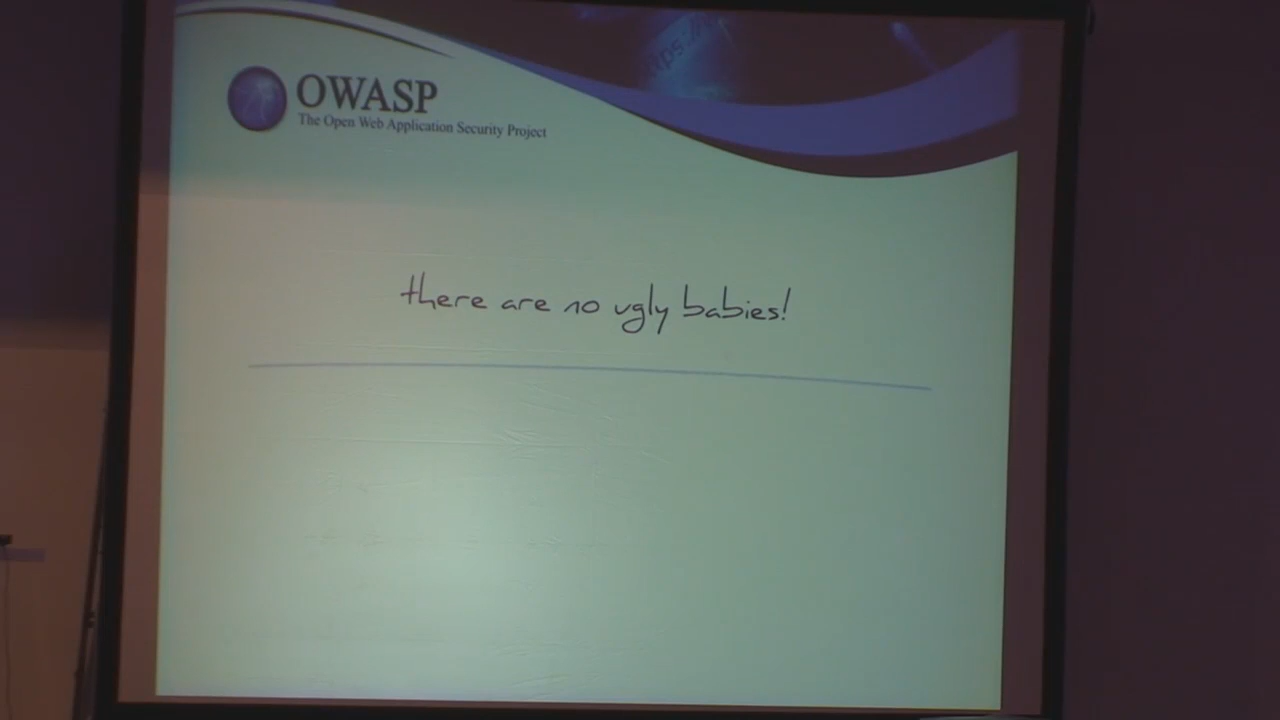 OWASP
The Open Web Application Security Project
there are no ugly babies!